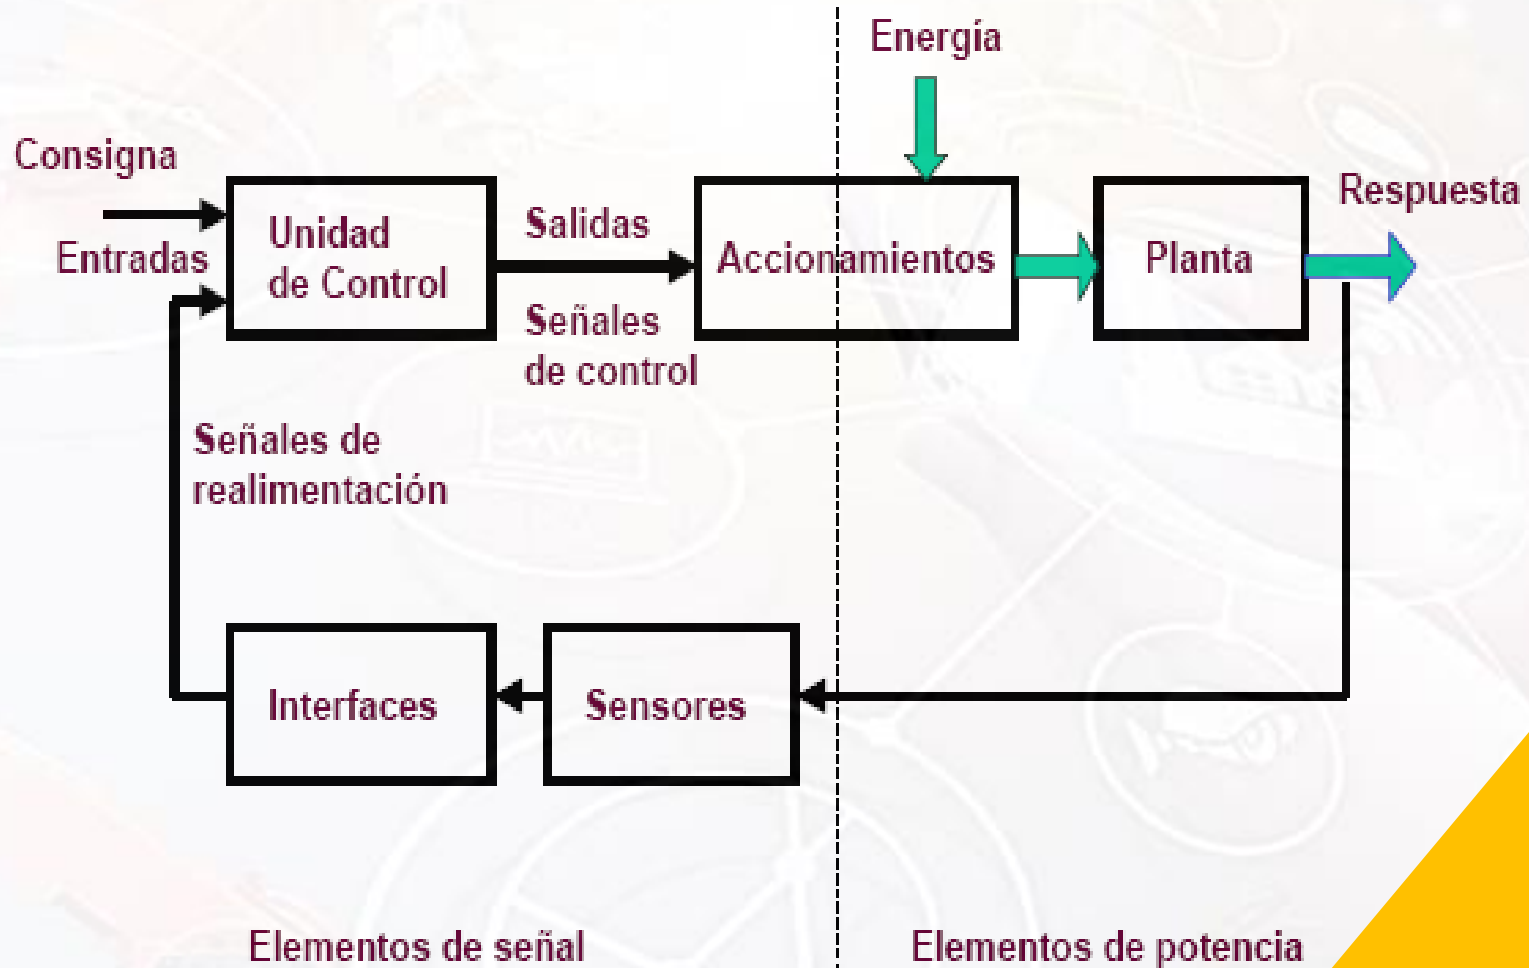 Energía
Consigna
Respuesta
Entradas
Unidad
de Control
Salidas
Accionamientos
Planta
Señales
de control
Señales de
realimentación
Interfaces
Sensores
Elementos de señal
Elementos de potencia